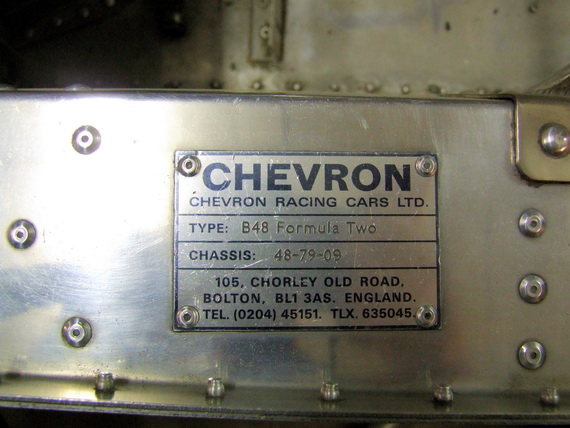 CHEVRON
CHEVRON RACING CARS LTD.
TYPE: B48 Formula Two
CHASSIS: 48-79-09
105, CHORLEY OLD ROAD,
BOLTON, BL1 3AS. ENGLAND.
TEL. (0204) 45151. TLX. 635045.